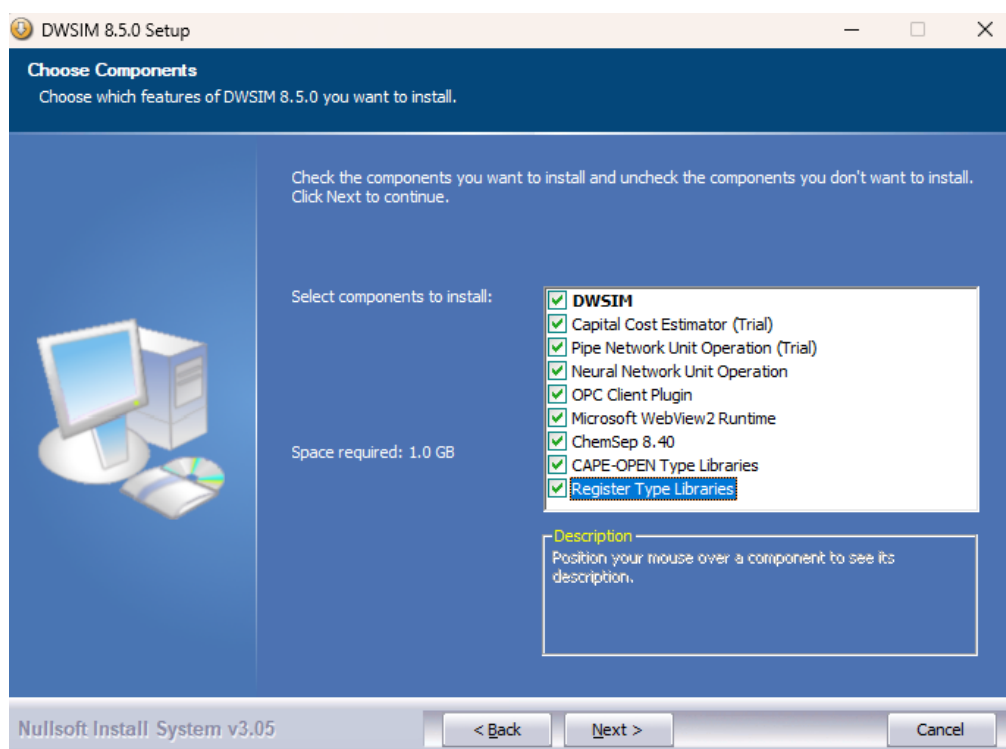 DWSIM 8.5.0 Setup
Choose Components
Choose which features of DWSIM 8.5.0 you want to install.
Check the components you want to install and uncheck the components you don't want to install.
Click Next to continue.
Select components to install:
DWSIM
Capital Cost Estimator (Trial)
Pipe Network Unit Operation (Trial)
Neural Network Unit Operation
OPC Client Plugin
Microsoft WebView2 Runtime
ChemSep 8.40
CAPE-OPEN Type Libraries
Register Type Libraries
Space required: 1.0 GB
Description
Position your mouse over a component to see its
description.
Nullsoft Install System v3.05
< Back
Next >
Cancel